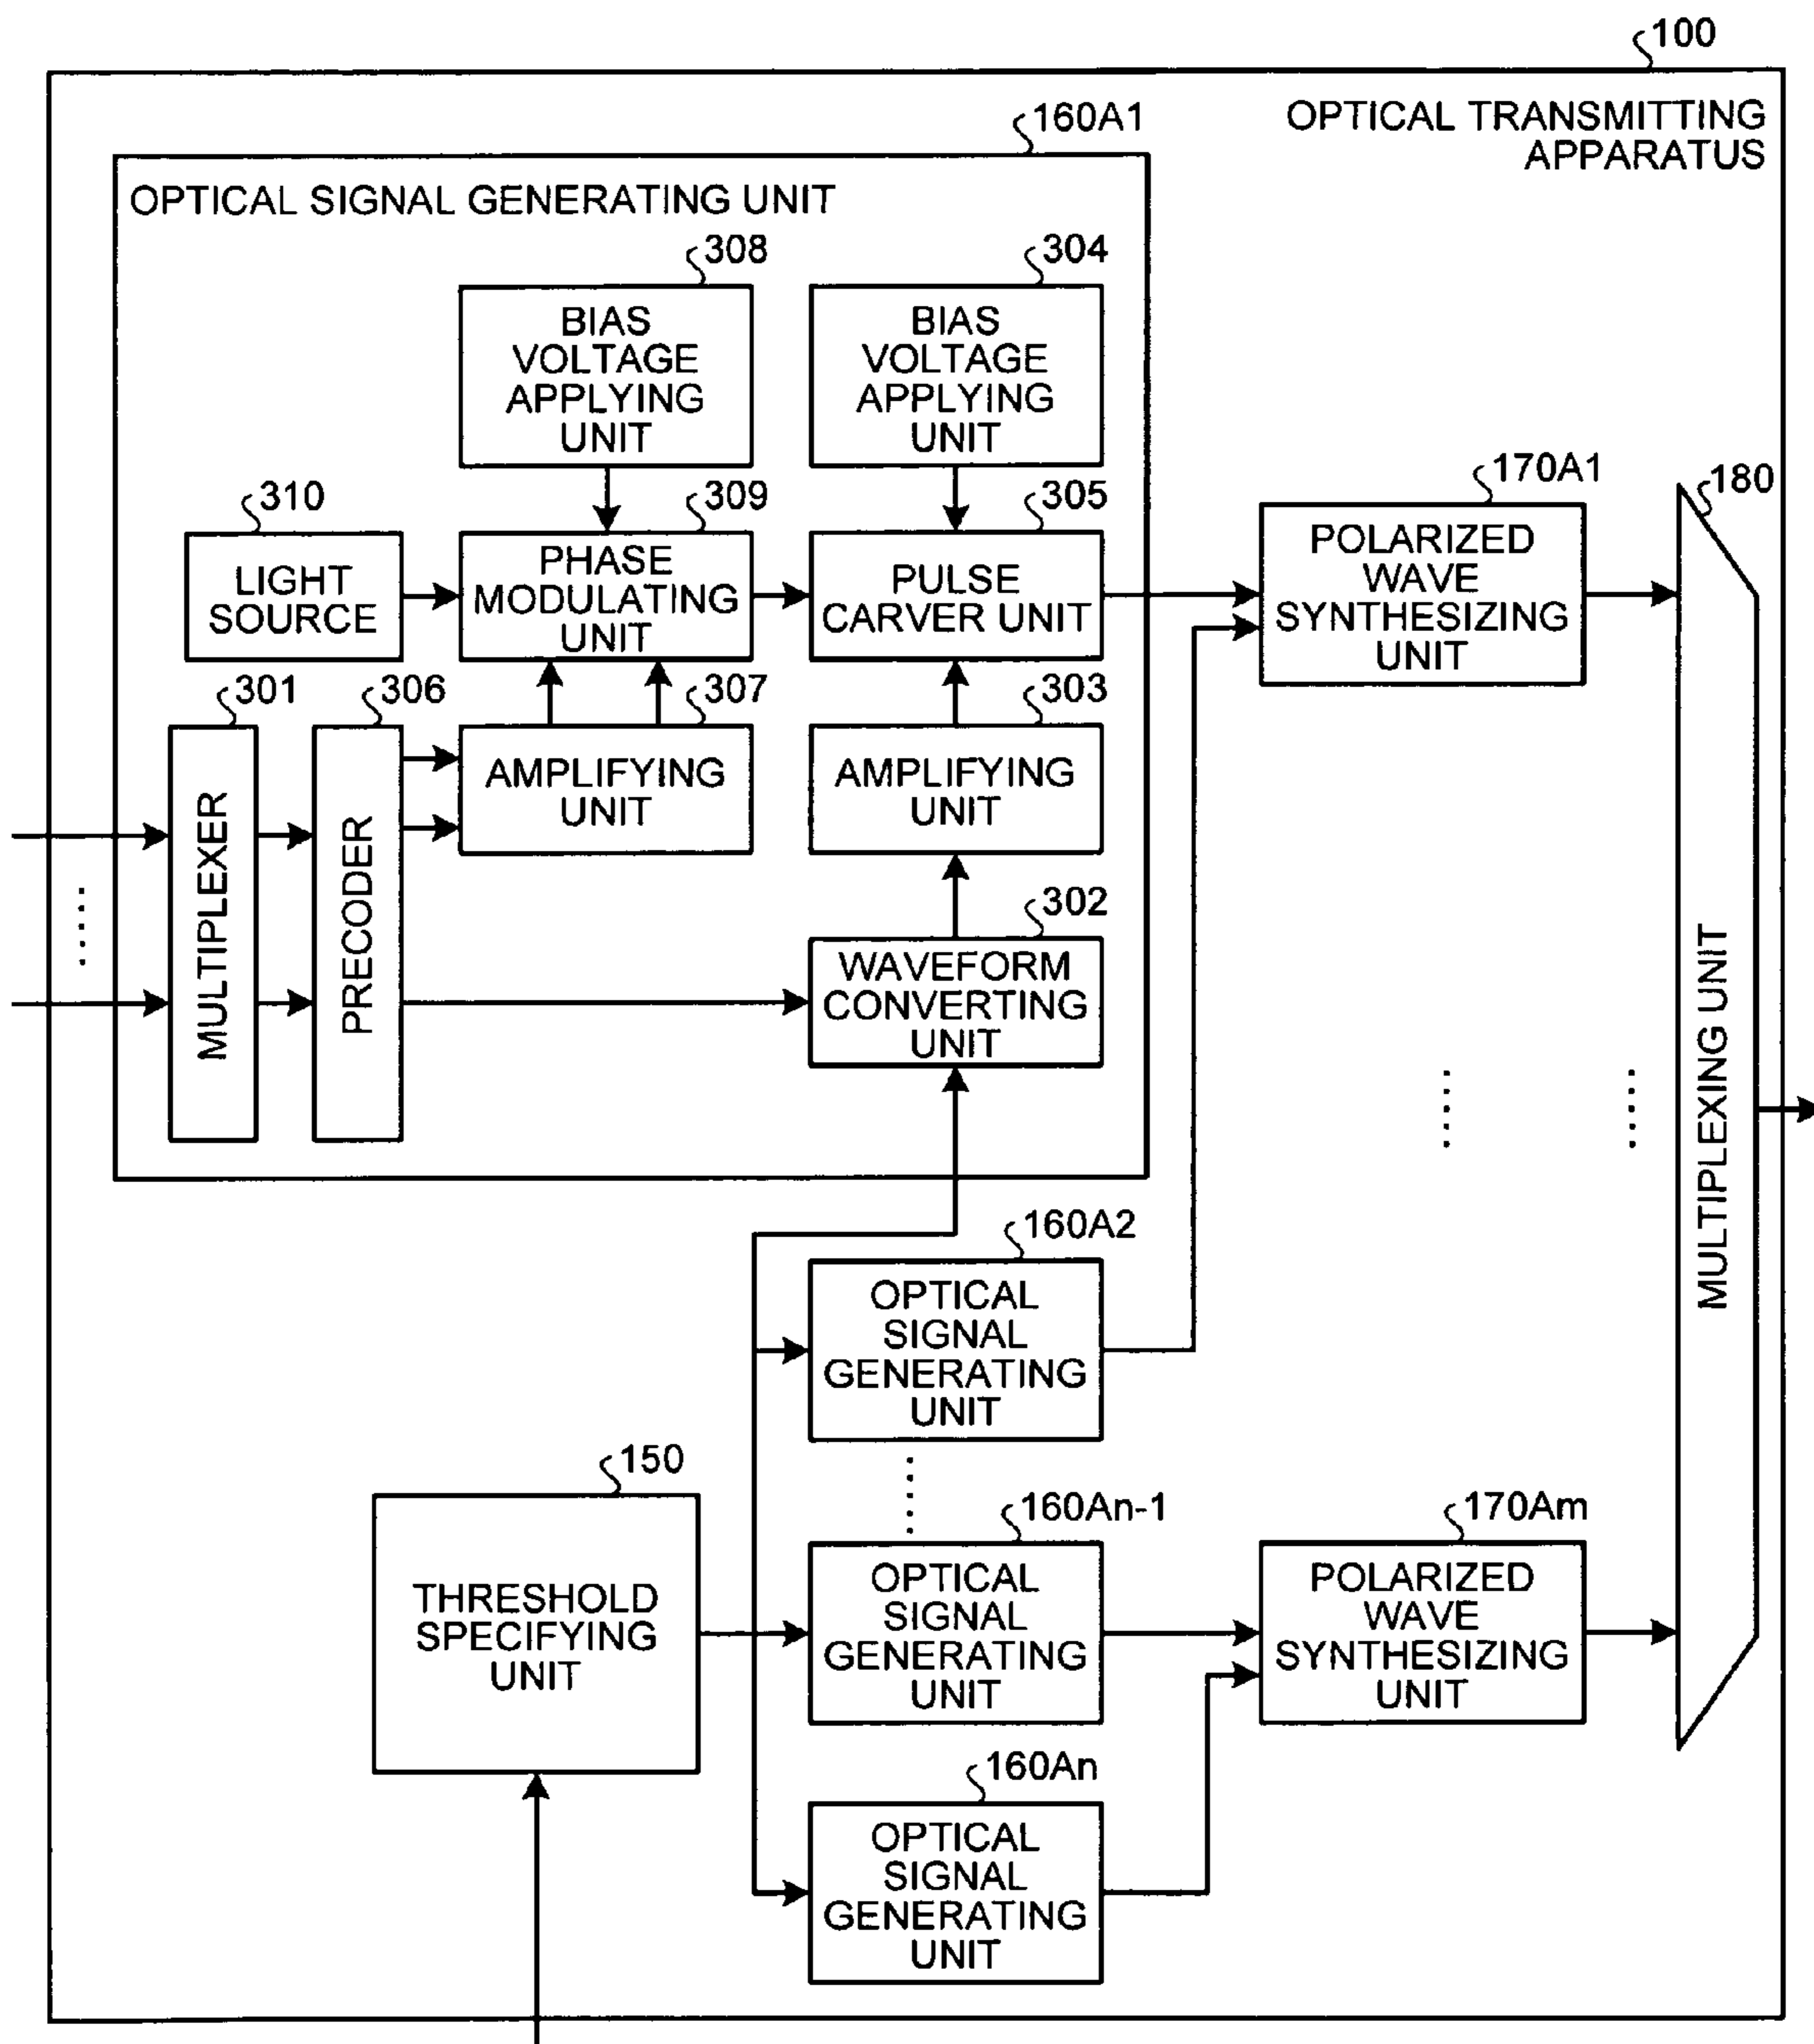 100
OPTICAL TRANSMITTING
APPARATUS
160A1
OPTICAL SIGNAL GENERATING UNIT
308
BIAS
VOLTAGE
APPLYING
UNIT
304
BIAS
VOLTAGE
APPLYING
UNIT
310
LIGHT
SOURCE
309
PHASE
MODULATING
UNIT
305
PULSE
CARVER UNIT
170A1
POLARIZED
WAVE
SYNTHESIZING
UNIT
180
MULTIPLEXING UNIT
301
MULTIPLEXER
306
PRECODER
307
AMPLIFYING
UNIT
303
AMPLIFYING
UNIT
302
WAVEFORM
CONVERTING
UNIT
160A2
OPTICAL
SIGNAL
GENERATING
UNIT
150
THRESHOLD
SPECIFYING
UNIT
160An-1
OPTICAL
SIGNAL
GENERATING
UNIT
170Am
POLARIZED
WAVE
SYNTHESIZING
UNIT
160An
OPTICAL
SIGNAL
GENERATING
UNIT